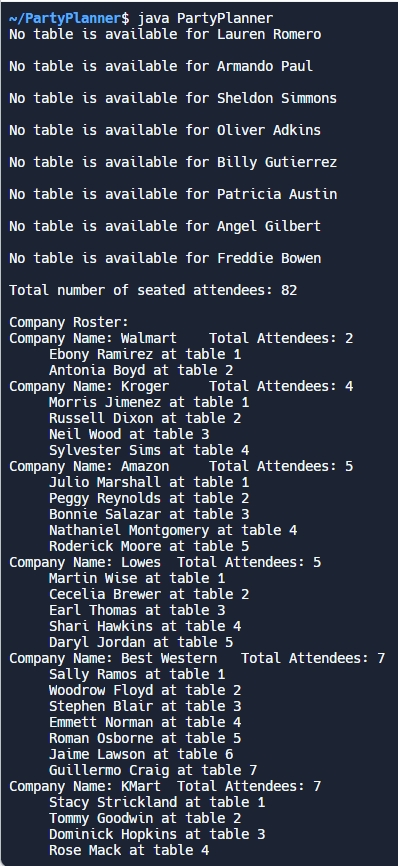 ~/PartyPlanner$ java PartyPlanner
No table is available for Lauren Romero
No table is available for Armando Paul
No table is available for Sheldon Simmons
No table is available for Oliver Adkins
No table is available for Billy Gutierrez
No table is available for Patricia Austin
No table is available for Angel Gilbert
No table is available for Freddie Bowen
Total number of seated attendees: 82
Company Roster:
Company Name: Walmart    Total Attendees: 2
     Ebony Ramirez at table 1
     Antonia Boyd at table 2
Company Name: Kroger     Total Attendees: 4
     Morris Jimenez at table 1
     Russell Dixon at table 2
     Neil Wood at table 3
     Sylvester Sims at table 4
Company Name: Amazon     Total Attendees: 5
     Julio Marshall at table 1
     Peggy Reynolds at table 2
     Bonnie Salazar at table 3
     Nathaniel Montgomery at table 4
     Roderick Moore at table 5
Company Name: Lowes  Total Attendees: 5
     Martin Wise at table 1
     Cecelia Brewer at table 2
     Earl Thomas at table 3
     Shari Hawkins at table 4
     Daryl Jordan at table 5
Company Name: Best Western   Total Attendees: 7
     Sally Ramos at table 1
     Woodrow Floyd at table 2
     Stephen Blair at table 3
     Emmett Norman at table 4
     Roman Osborne at table 5
     Jaime Lawson at table 6
     Guillermo Craig at table 7
Company Name: KMart  Total Attendees: 7
     Stacy Strickland at table 1
     Tommy Goodwin at table 2
     Dominick Hopkins at table 3
     Rose Mack at table 4